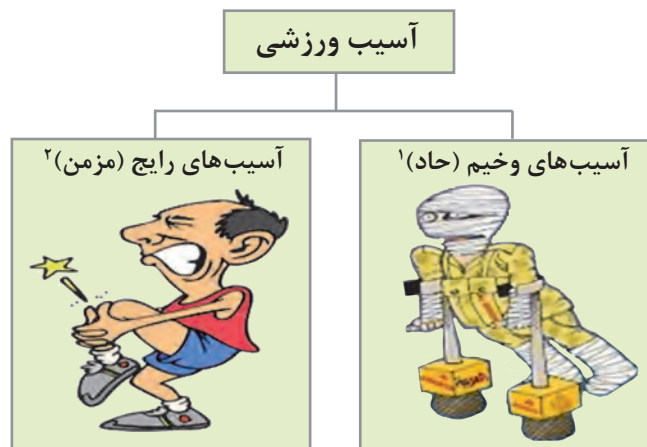 آسیب ورزشی
آسیب‌های وخیم (حاد)۱
آسیب‌های رایج (مزمن)۲